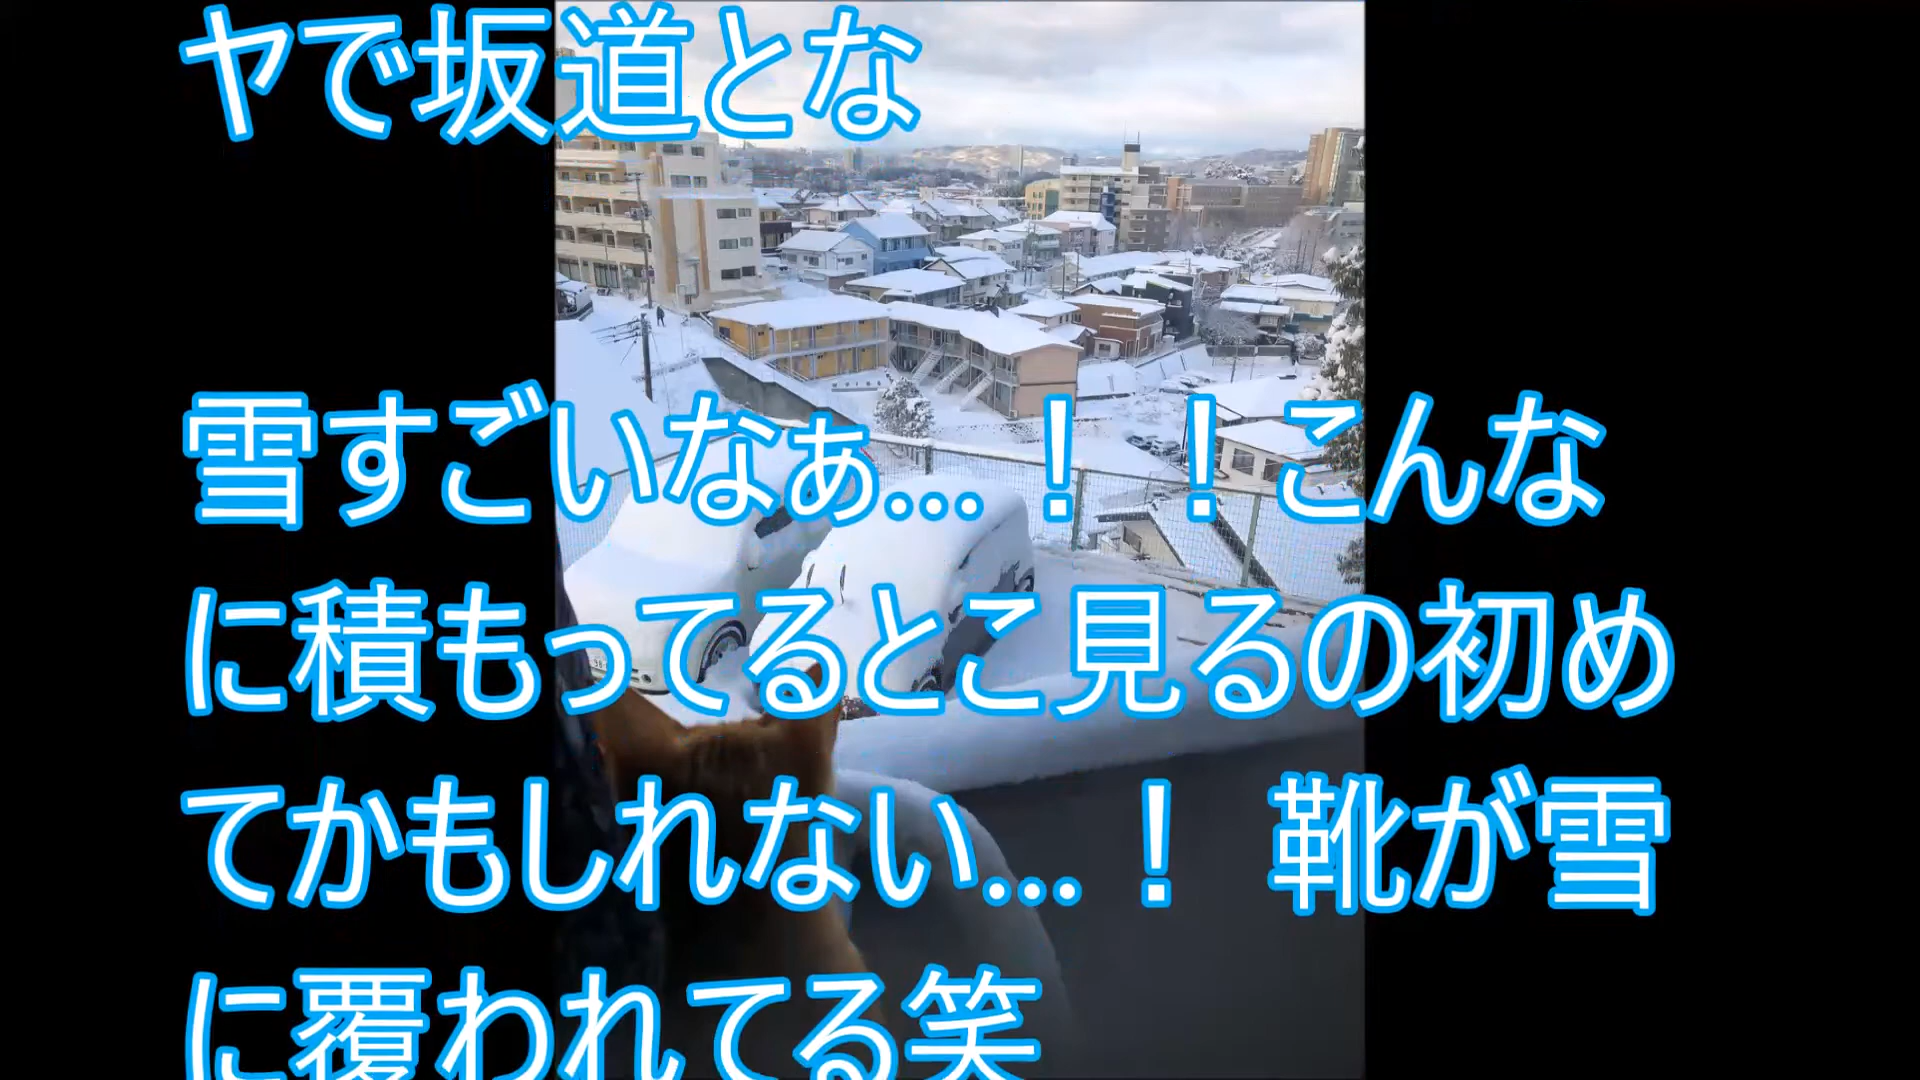 ヤで坂道とな
雪すごいなぁ...！！こんな
に積もってるとこ見るの初め
てかもしれない...！ 靴が雪
に覆われてる笑